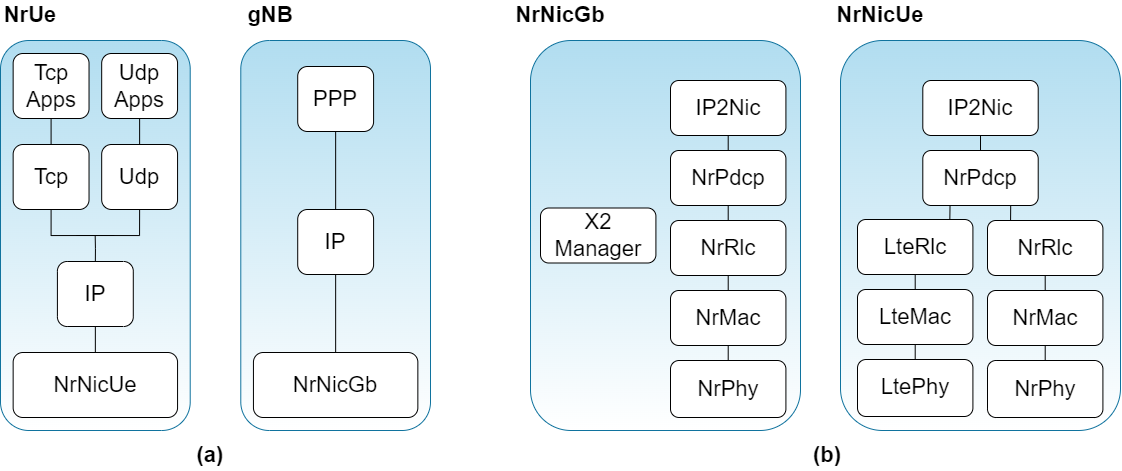 NrUe
gNB
NrNicGb
NrNicUe
Tcp
Apps
Udp
Apps
Tcp
Udp
IP
NrNicUe
PPP
IP
NrNicGb
(a)
X2
Manager
IP2Nic
NrPdcp
NrRlc
NrMac
NrPhy
IP2Nic
NrPdcp
LteRlc
NrRlc
LteMac
NrMac
LtePhy
NrPhy
(b)